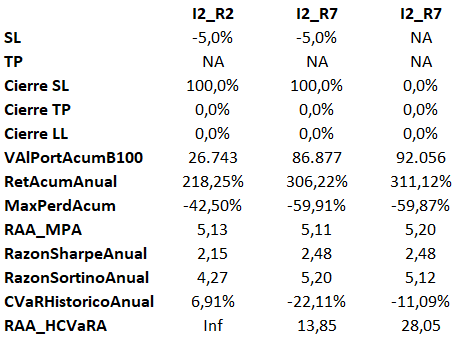 I2_R2 I2_R7 I2_R7
SL -5,0% -5,0% NA
TP NA NA NA
Cierre SL 100,0% 100,0% 0,0%
Cierre TP 0,0% 0,0% 0,0%
Cierre LL 0,0% 0,0% 0,0%
VAlPortAcumB100 26.743 86.877 92.056
RetAcumAnual 218,25% 306,22% 311,12%
MaxPerdAcum -42,50% -59,91% -59,87%
RAA_MPA 5,13 5,11 5,20
RazonSharpeAnual 2,15 2,48 2,48
RazonSortinoAnual 4,27 5,20 5,12
CVaRHistoricoAnual 6,91% -22,11% -11,09%
RAA_HCVaRA Inf 13,85 28,05